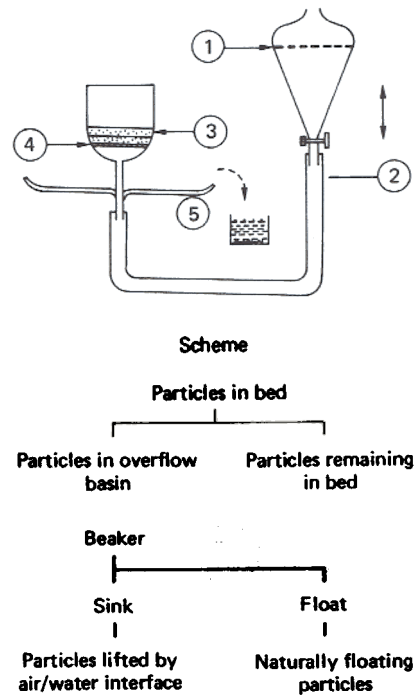 1
3
4
2
5
Scheme
Particles in bed
Particles in overflow
basin
Particles remaining
in bed
Beaker
Sink
Float
Particles lifted by
air/water interface
Naturally floating
particles